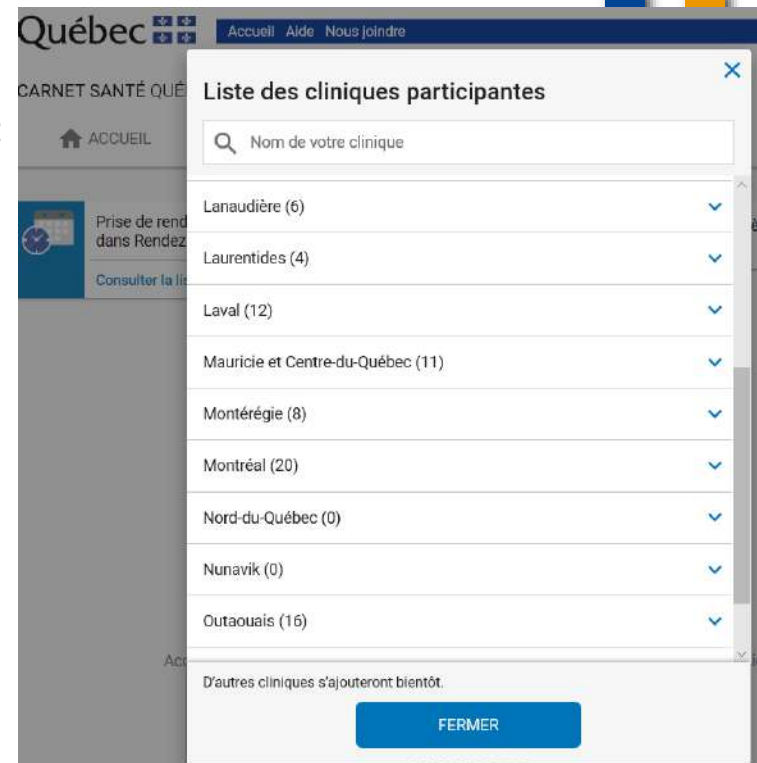 Québec
Accueil Aide Nous joindre
CARNET SANTÉ QUÉ
ACCUEIL
Prise de rend
dans Rendez
Consulter la lis
Liste des cliniques participantes
Nom de votre clinique
Lanaudière (6)
Laurentides (4)
Laval (12)
Mauricie et Centre-du-Québec (11)
Montérégie (8)
Montréal (20)
Nord-du-Québec (0)
Nunavik (0)
Outaouais (16)
Acc
D'autres cliniques s'ajouteront bientôt.
FERMER